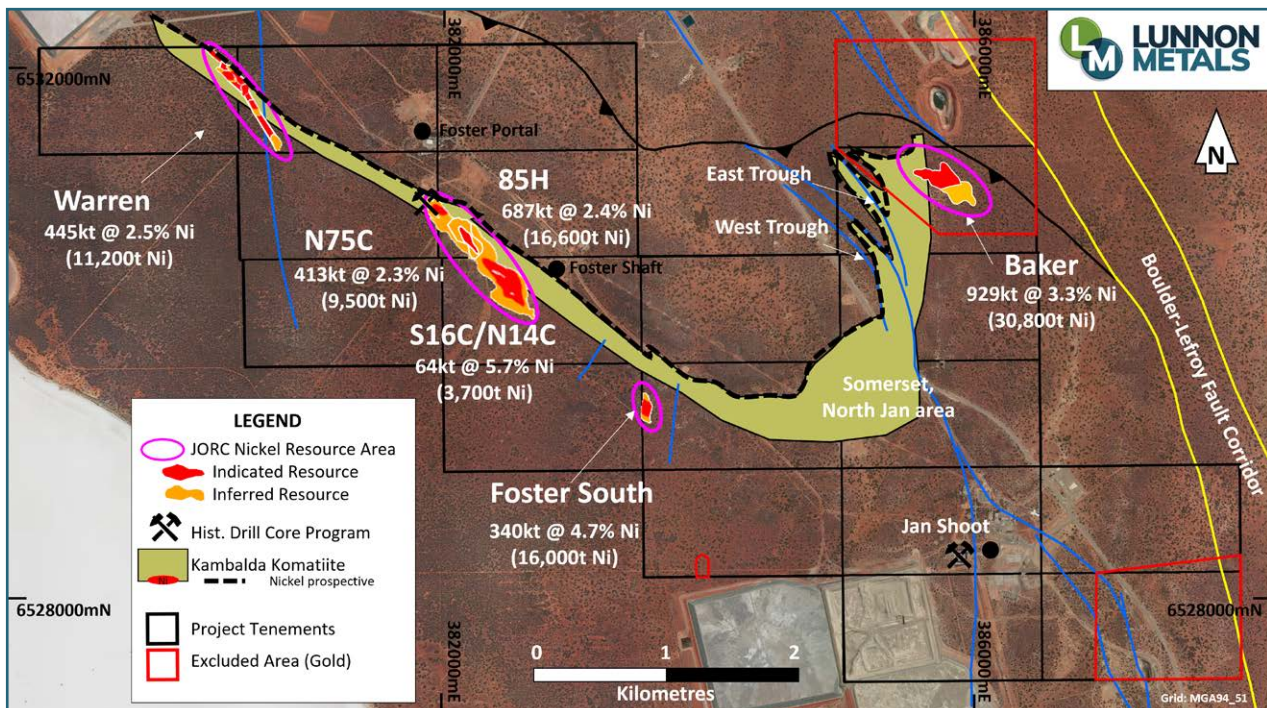 LM
LUNNON
METALS
6532000mN
382000mE
386000mE
N
Foster Portal
Warren
445kt @ 2.5% Ni
(11,200t Ni)
85H
687kt @ 2.4% Ni
(16,600t Ni)
N75C
413kt @ 2.3% Ni
(9,500t Ni)
Foster Shaft
S16C/N14C
64kt @ 5.7% Ni
(3,700t Ni)
East Trough
West Trough
Baker
929kt @ 3.3% Ni
(30,800t Ni)
Boulder-Lefroy Fault Corridor
Somerset,
North Jan area
Foster South
340kt @ 4.7% Ni
(16,000t Ni)
Jan Shoot
LEGEND
JORC Nickel Resource Area
Indicated Resource
Inferred Resource
Hist. Drill Core Program
Kambalda Komatiite
Ni
Nickel prospective
Project Tenements
Excluded Area (Gold)
6528000mN
6528000mN
382000mE
386000mE
0 1 2
Kilometres
Grid: MGA94_51